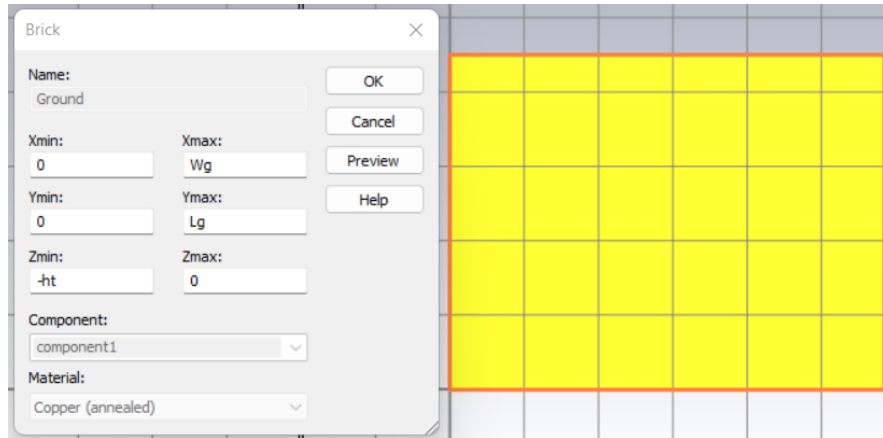 Brick
Name:
Ground
OK
Cancel
Xmin:
Xmax:
0
Wg
Preview
Ymin:
Ymax:
Help
0
Lg
Zmin:
Zmax:
-ht
0
Component:
component1
Material:
Copper (annealed)